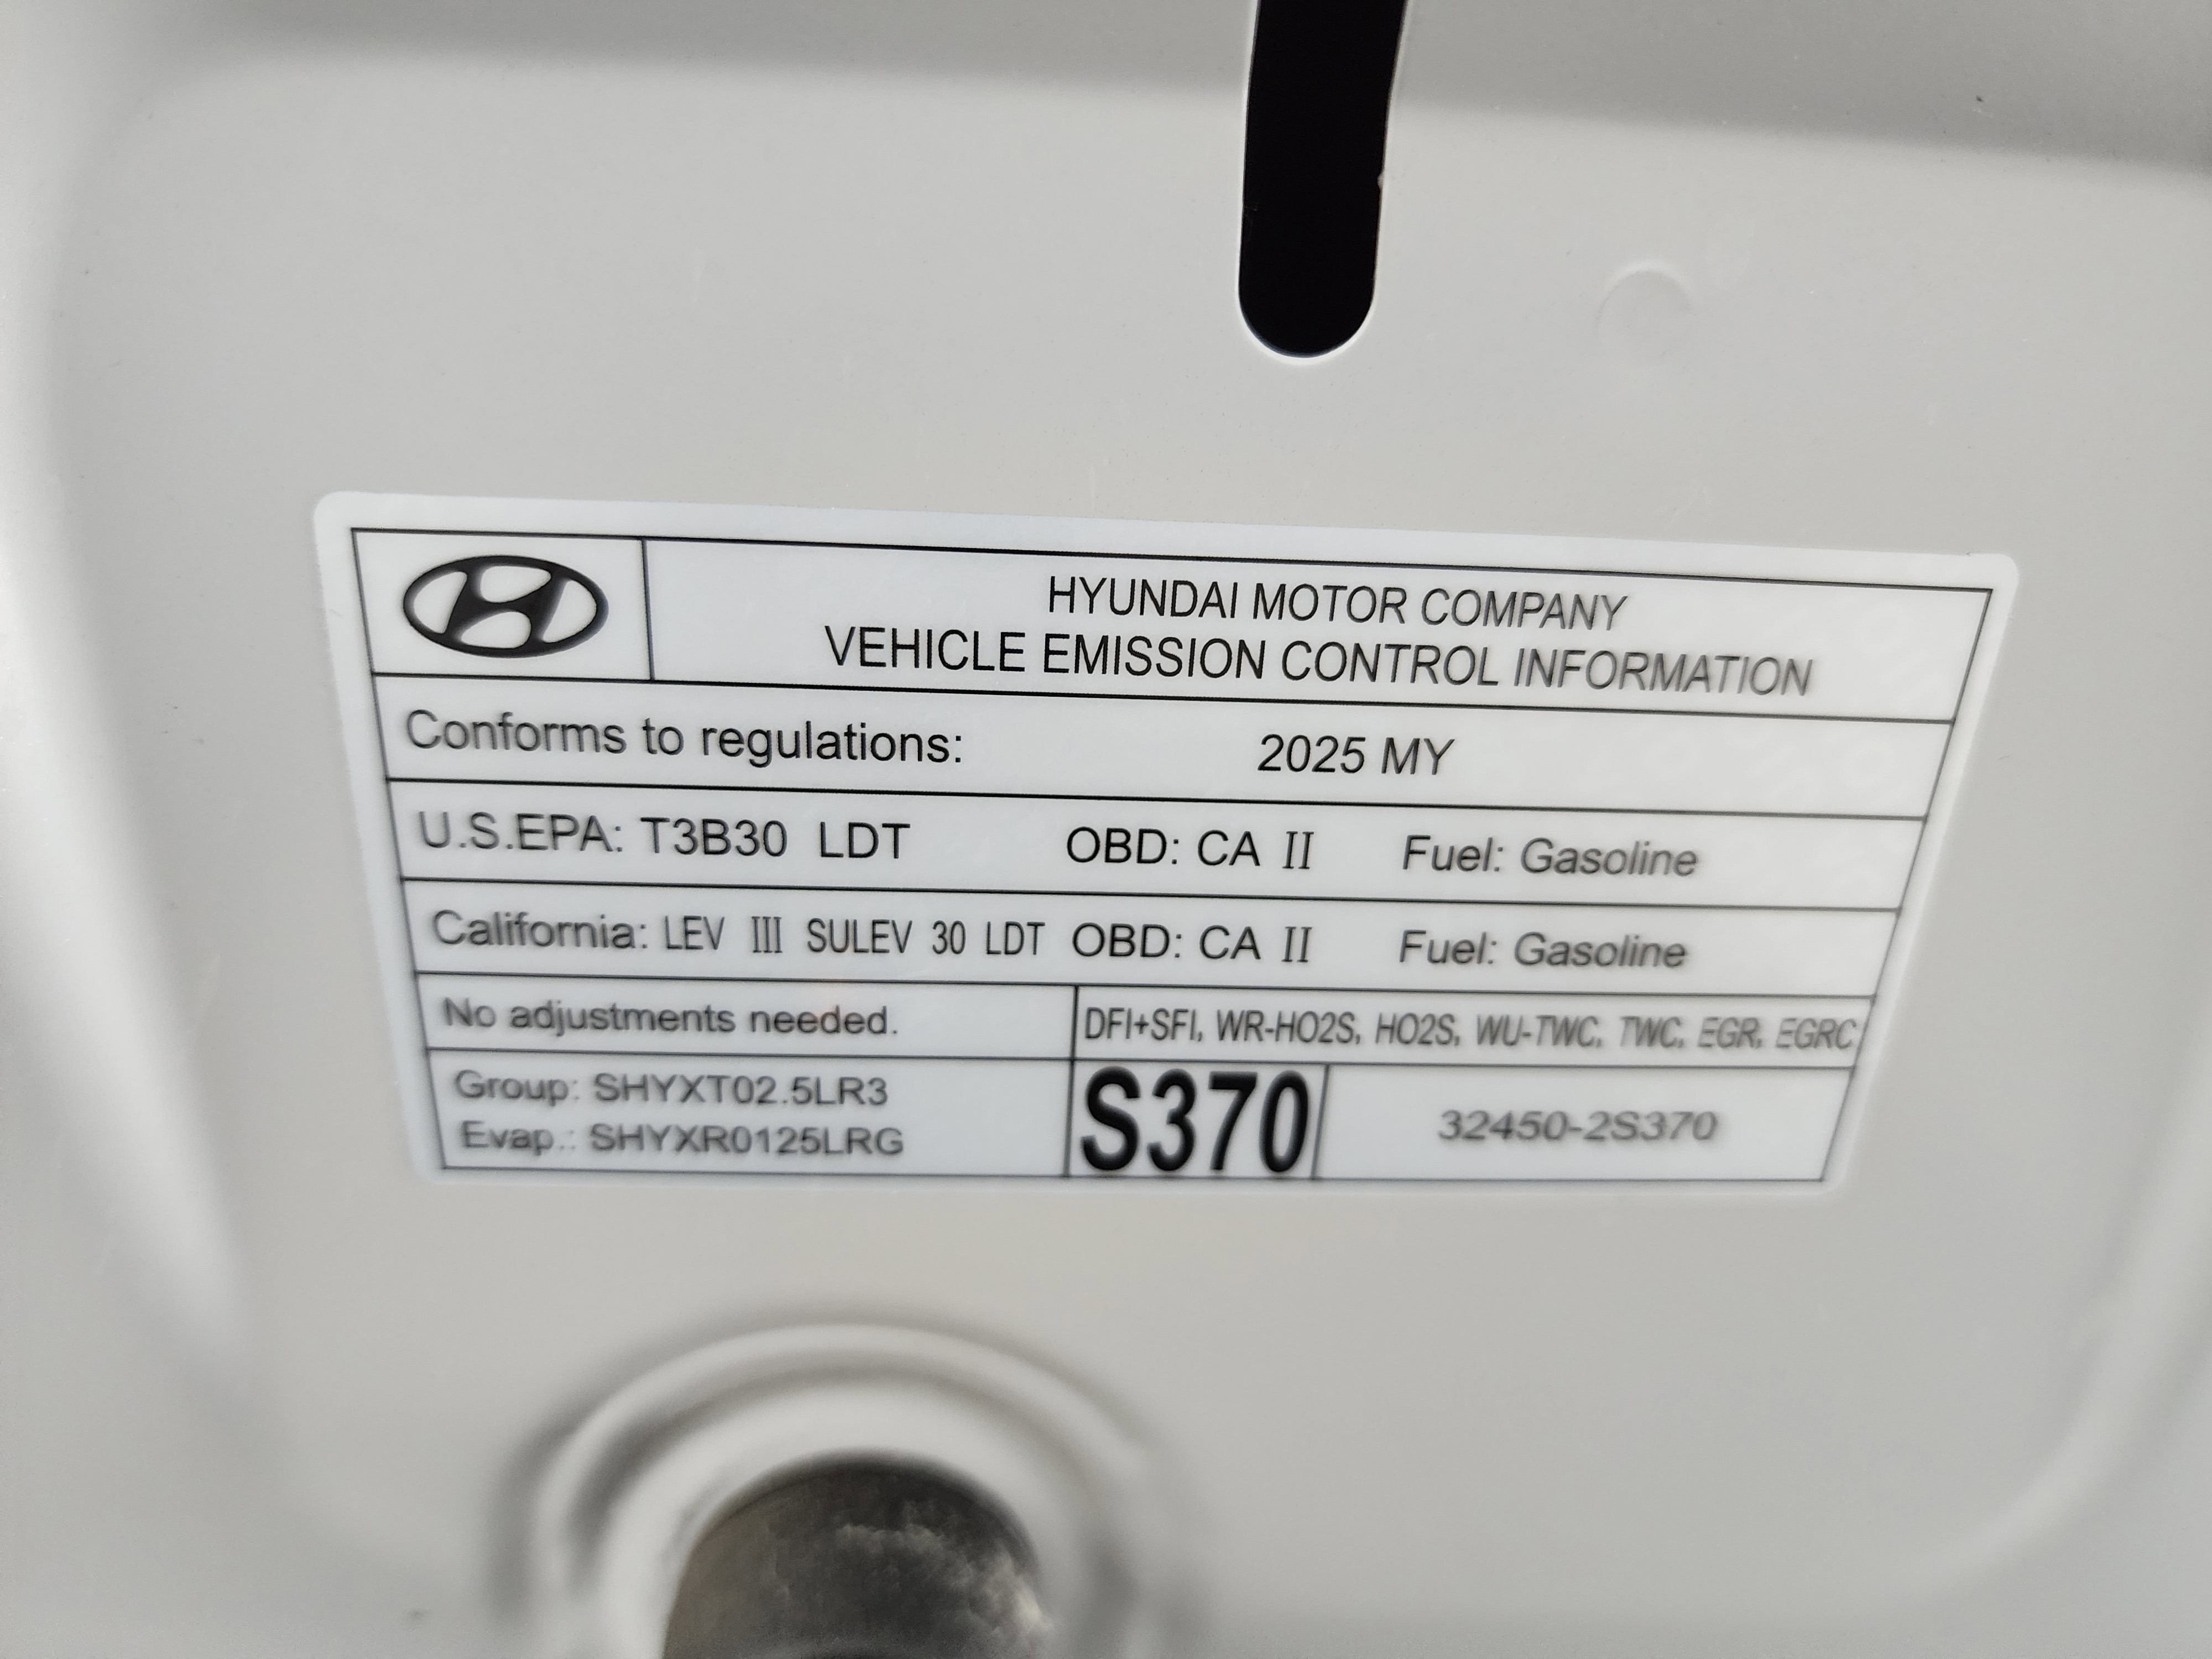 HYUNDAI MOTOR COMPANY
VEHICLE EMISSION CONTROL INFORMATION
Conforms to regulations: 2025 MY
U.S.EPA: T3B30 LDT OBD: CA II Fuel: Gasoline
California: LEV III SULEV 30 LDT OBD: CA II Fuel: Gasoline
No adjustments needed. DFI+SFI, WR-HO2S, HO2S, WU-TWC, TWC, EGR, EGRC
Group: SHYXT02.5LR3
Evap.: SHYXR0125LRG
S370 32450-2S370